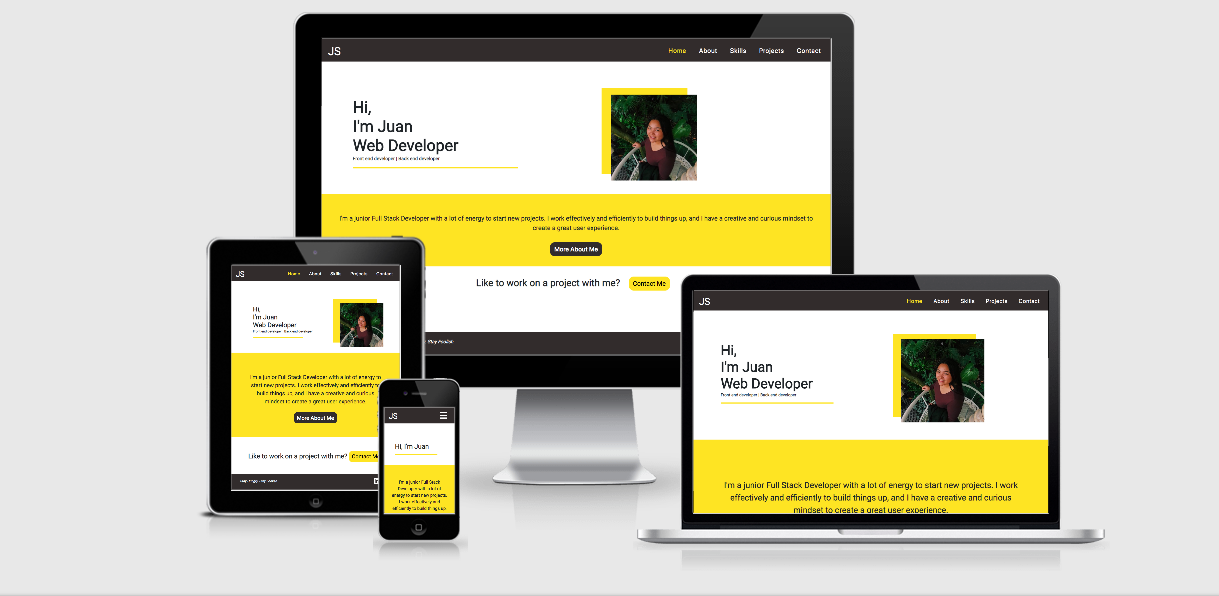 JS
Home About Skills Projects Contact
Hi,
I'm Juan
Web Developer
Front end developer | Back end developer
I'm a junior Full Stack Developer with a lot of energy to start new projects. I work effectively and efficiently to build things up, and I have a creative and curious mindset to
create a great user experience.
More About Me
Like to work on a project with me? Contact Me
Stay Foolish
JS
Home About Skills Projects Contact
Hi,
I'm Juan
Web Developer
Front end developer | Back end developer
I'm a junior Full Stack Developer with a lot of energy to
start new projects. I work effectively and efficiently to
build things up, and I have a creative and curious
mindset to create a great user experience.
More About Me
Like to work on a project with me? Contact Me
JS
Hi, I'm Juan
I'm a junior Full Stack
Developer with a lot of
energy to start new projects.
I work effectively and
efficiently to build things up,
JS
Home About Skills Projects Contact
Hi,
I'm Juan
Web Developer
Front end developer | Back end developer
I'm a junior Full Stack Developer with a lot of energy to start new projects. I work
effectively and efficiently to build things up, and I have a creative and curious
mindset to create a great user experience.